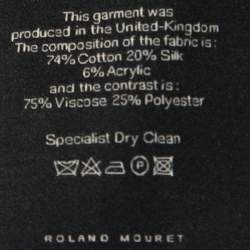 This garment was
produced in the United-Kingdom
The composition of the fabric is:
74% Cotton 20% Silk
6% Acrylic
and the contrast is:
75% Viscose 25% Polyester
Specialist Dry Clean
P
ROLAND MOURET